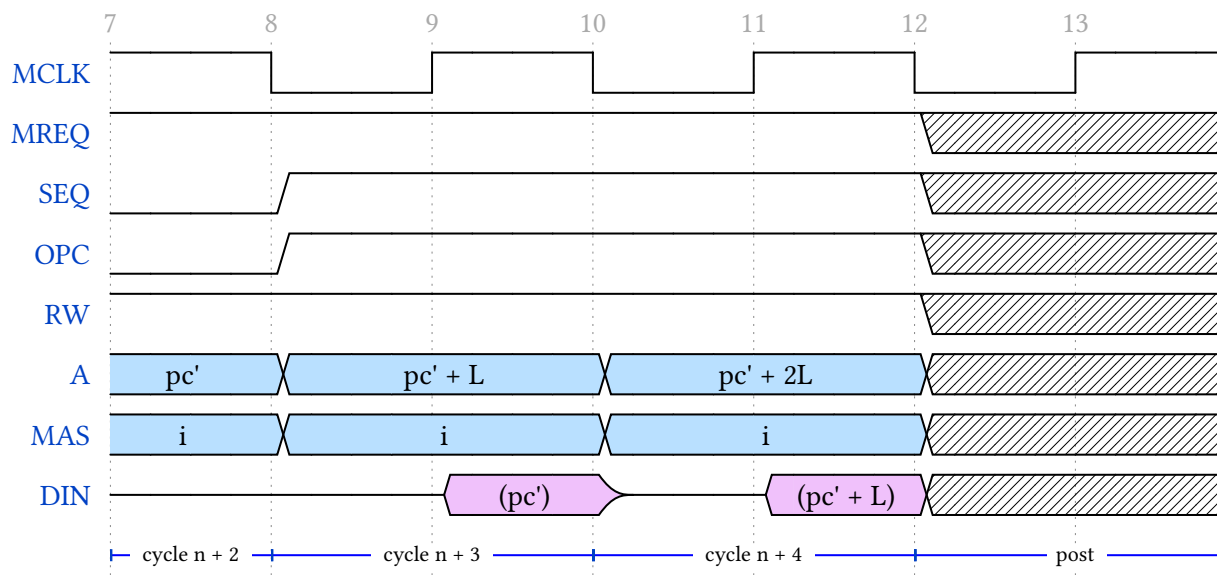 7 8 9 10 11 12 13
MCLK
MREQ
SEQ
OPC
RW
A pc' pc' + L pc' + 2L
MAS i i i
DIN (pc') (pc' + L)
cycle n + 2 cycle n + 3 cycle n + 4 post